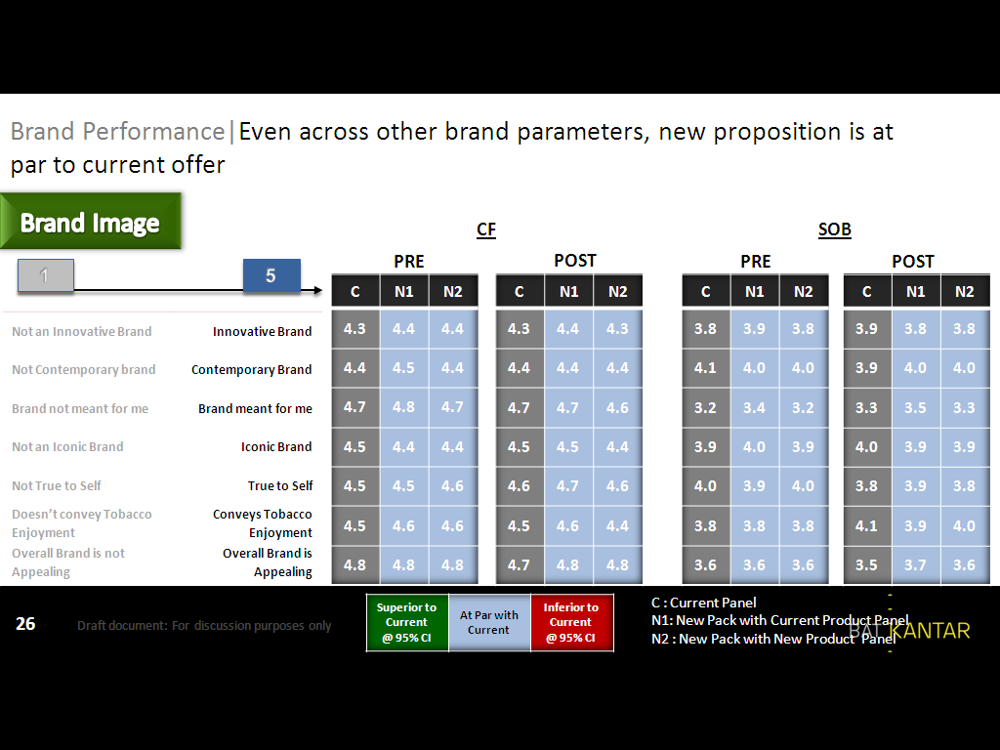 Brand Performance|Even across other brand parameters, new proposition is at
par to current offer
Brand Image
CF SOB
PRE POST PRE POST
1 5
C N1 N2 C N1 N2 C N1 N2 C N1 N2
Not an Innovative Brand Innovative Brand 4.3 4.4 4.4 4.3 4.4 4.3 3.8 3.9 3.8 3.9 3.8 3.8
Not Contemporary brand Contemporary Brand 4.4 4.5 4.4 4.4 4.4 4.4 4.1 4.0 4.0 3.9 4.0 4.0
Brand not meant for me Brand meant for me 4.7 4.8 4.7 4.7 4.7 4.6 3.2 3.4 3.2 3.3 3.5 3.3
Not an Iconic Brand Iconic Brand 4.5 4.4 4.4 4.5 4.5 4.4 3.9 4.0 3.9 4.0 3.9 3.9
Not True to Self True to Self 4.5 4.5 4.6 4.6 4.7 4.6 4.0 3.9 4.0 3.8 3.9 3.8
Doesn't convey Tobacco Conveys Tobacco
Enjoyment Enjoyment 4.5 4.6 4.6 4.5 4.6 4.4 3.8 3.8 3.8 4.1 3.9 4.0
Overall Brand is not Overall Brand is
Appealing Appealing 4.8 4.8 4.8 4.7 4.8 4.8 3.6 3.6 3.6 3.5 3.7 3.6
26 Draft document: For discussion purposes only
Superior to
Current
@ 95% CI
At Par with
Current
Inferior to
Current
@ 95% CI
C : Current Panel
N1: New Pack with Current Product Panel
N2 : New Pack with New Product Panel
BAT KANTAR